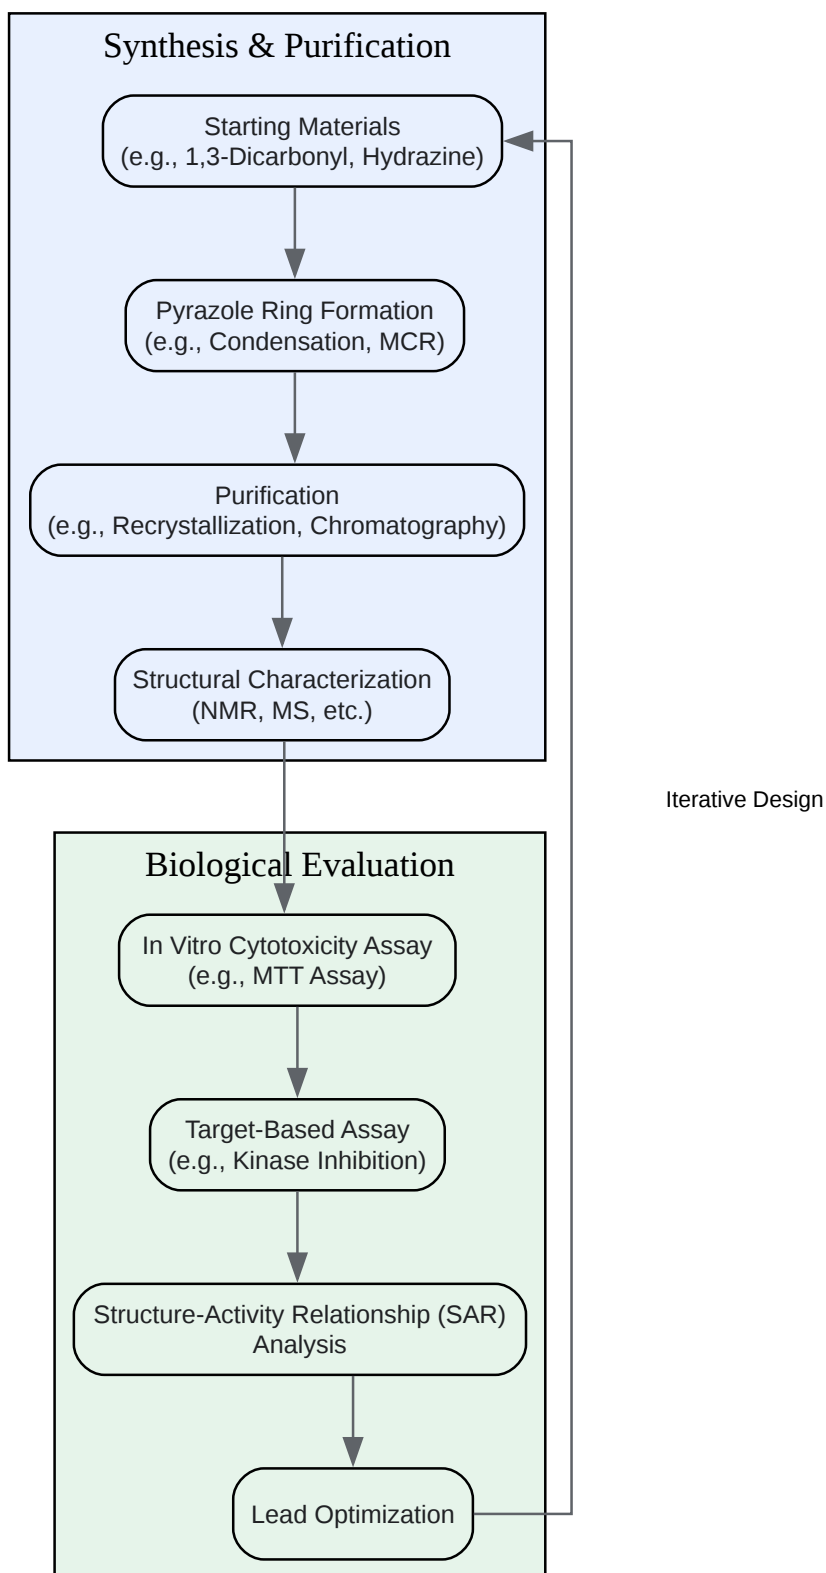 Synthesis & Purification
Starting Materials
(e.g., 1,3-Dicarbonyl, Hydrazine)
Pyrazole Ring Formation
(e.g., Condensation, MCR)
Purification
(e.g., Recrystallization, Chromatography)
Structural Characterization
(NMR, MS, etc.)
Iterative Design
Biological Evaluation
In Vitro Cytotoxicity Assay
(e.g., MTT Assay)
Target-Based Assay
(e.g., Kinase Inhibition)
Structure-Activity Relationship (SAR)
Analysis
Lead Optimization